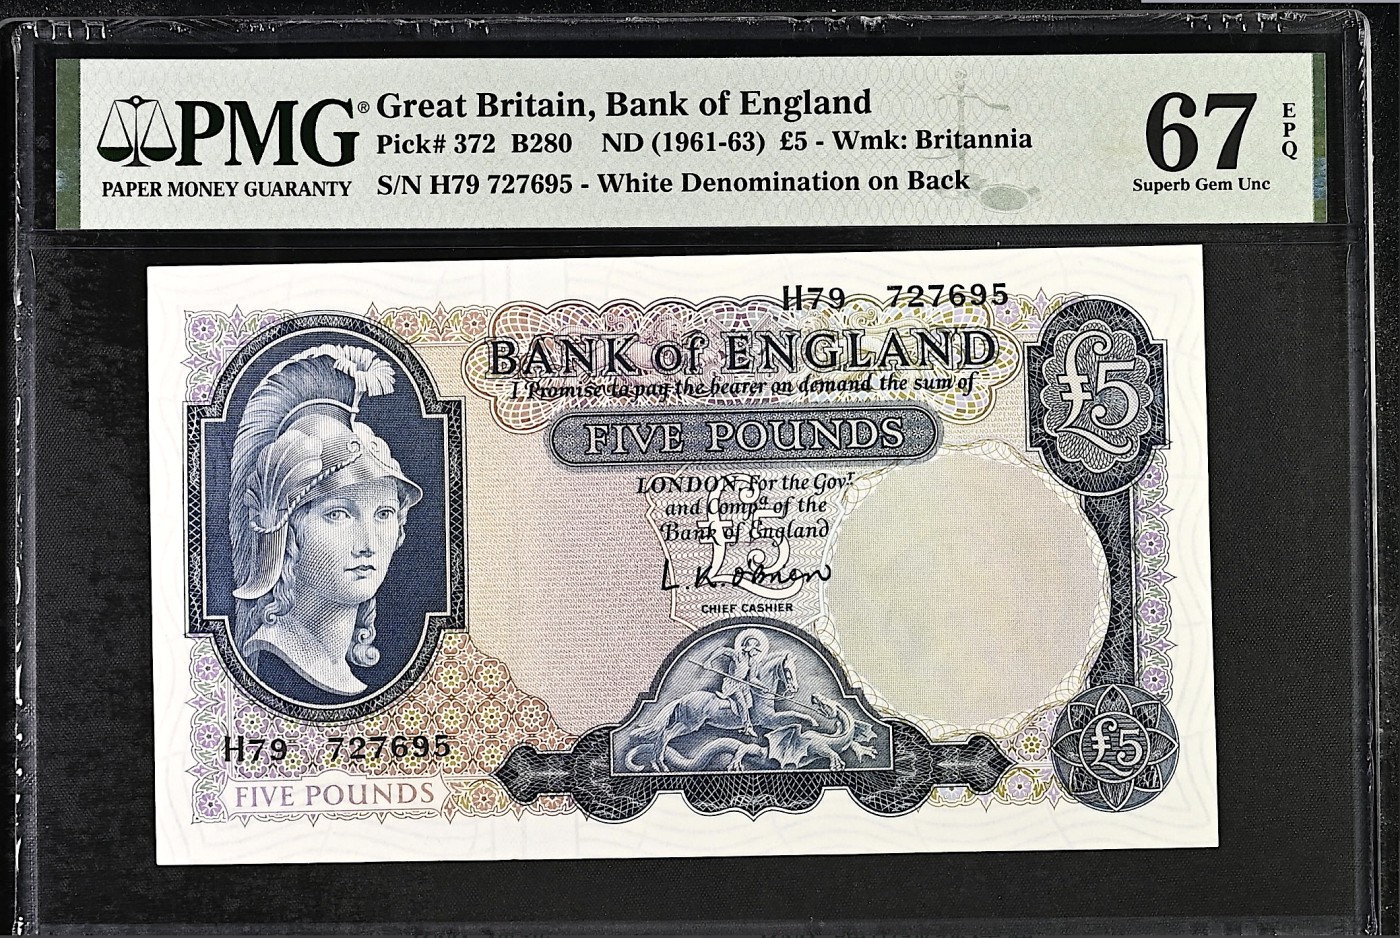 PMG®
PAPER MONEY GUARANTY
Great Britain, Bank of England
Pick# 372 B280 ND (1961-63) £5 - Wmk: Britannia
S/N H79 727695 - White Denomination on Back
67
EPQ
Superb Gem Unc
H79 727695
BANK of ENGLAND
I Promise to pay the bearer on demand the sum of
FIVE POUNDS
£5
LONDON, For the Govr.
and Compa of the
Bank of England
£5
L.K. O'Brien
CHIEF CASHIER
H79 727695
FIVE POUNDS
£5